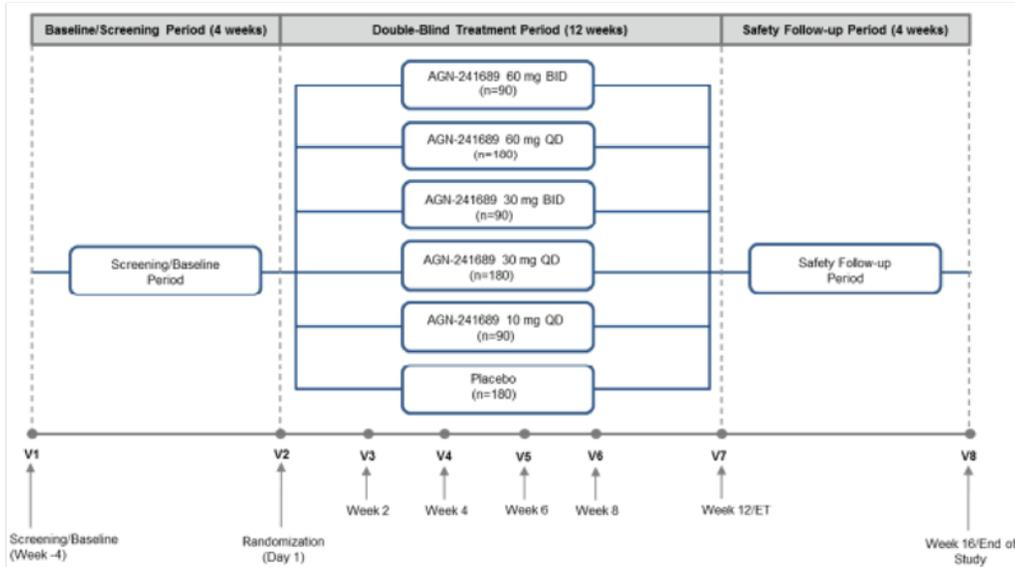 Baseline/Screening Period (4 weeks)
Double-Blind Treatment Period (12 weeks)
Safety Follow-up Period (4 weeks)
AGN-241689 60 mg BID
(n=90)
AGN-241689 60 mg QD
(n=180)
AGN-241689 30 mg BID
(n=90)
Screening/Baseline
Period
AGN-241689 30 mg QD
(n=180)
Safety Follow-up
Period
AGN-241689 10 mg QD
(n=90)
Placebo
(n=180)
V1
V2
V3
V4
V5
V6
V7
V8
Week 2
Week 4
Week 6
Week 8
Week 12/ET
Screening/Baseline
(Week -4)
Randomization
(Day 1)
Week 16/End of
Study